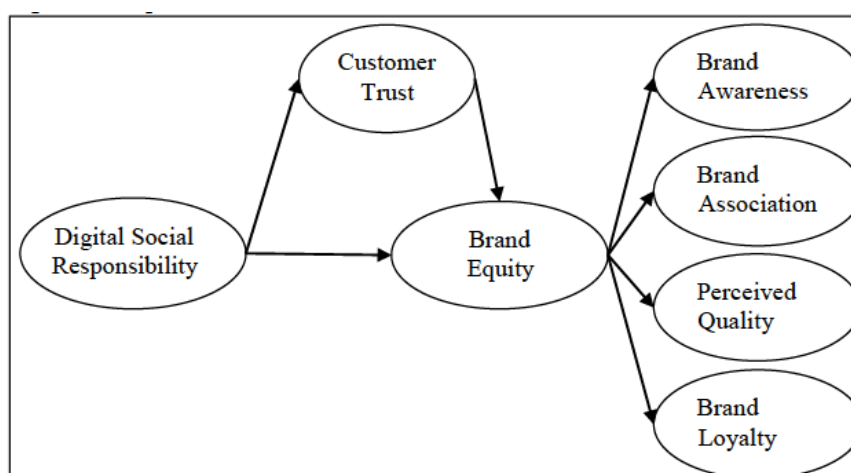 Customer
Trust
Brand
Awareness
Brand
Association
Digital Social
Responsibility
Brand
Equity
Perceived
Quality
Brand
Loyalty